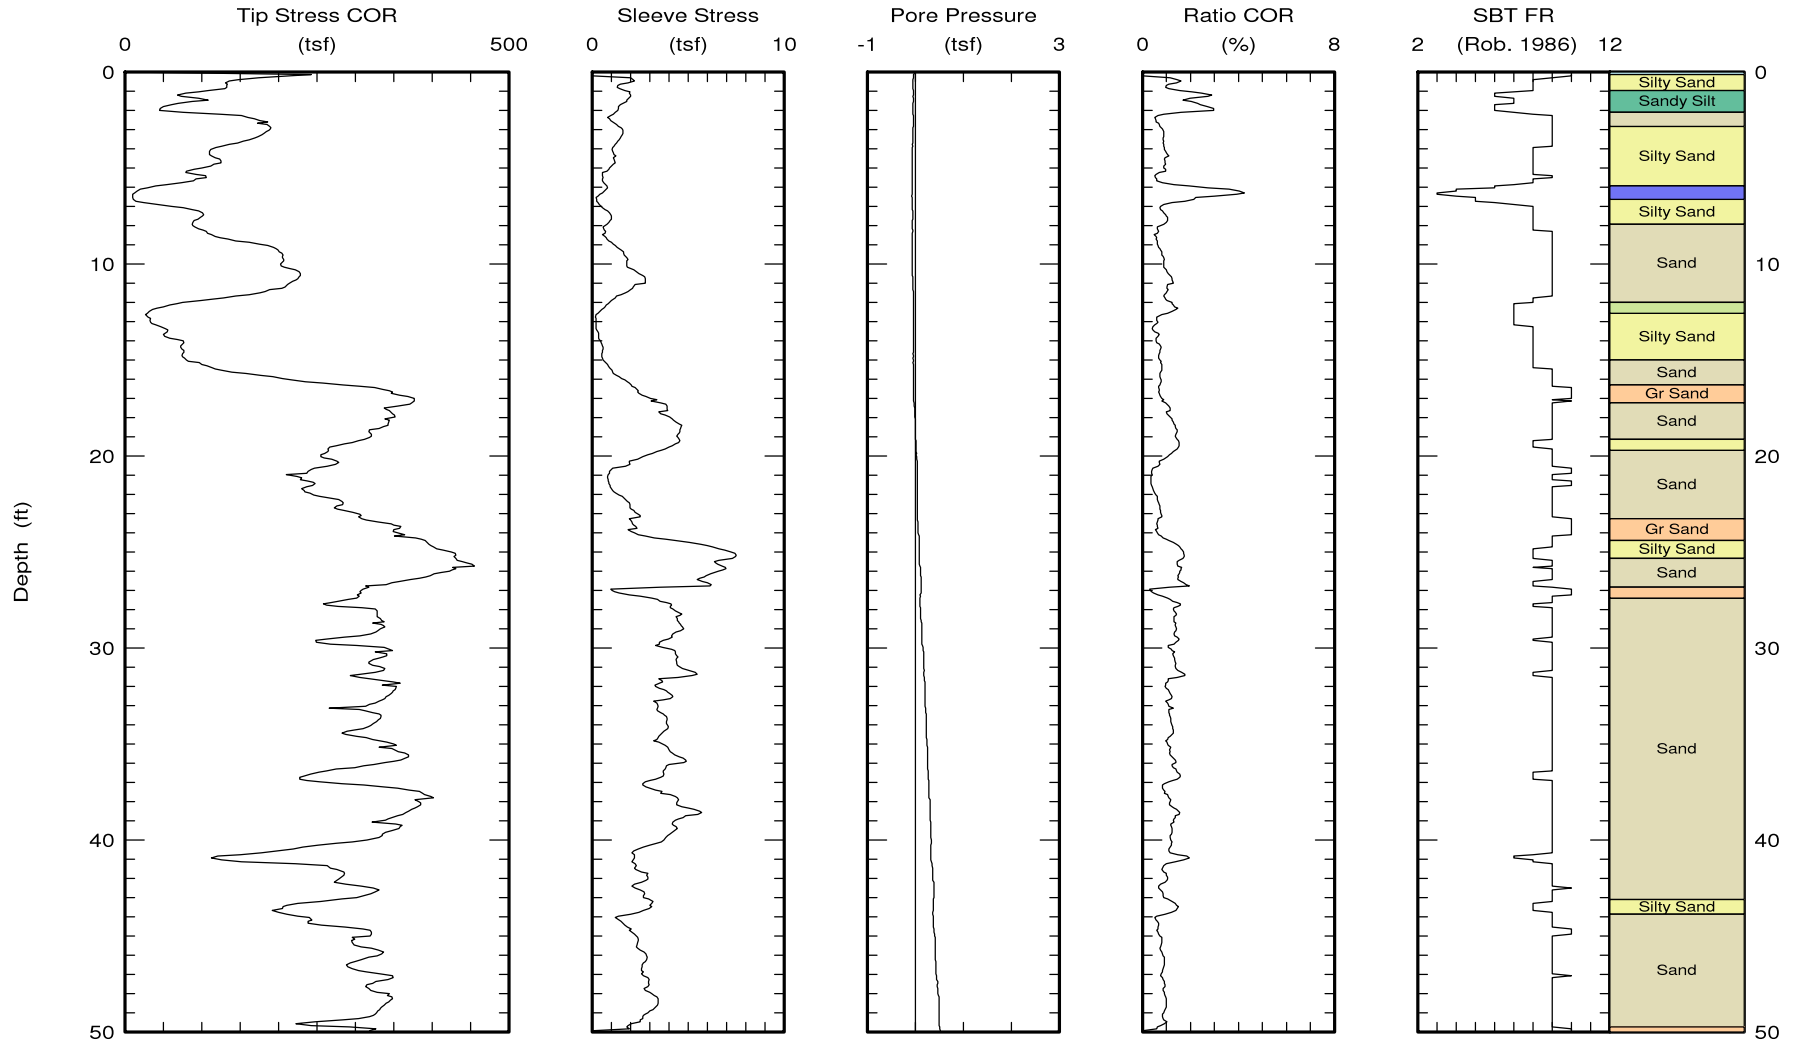 Tip Stress COR Sleeve Stress Pore Pressure Ratio COR SBT FR
0 (tsf) 500 0 (tsf) 10 -1 (tsf) 3 0 (%) 8 2 (Rob. 1986) 12
0 0
Silty Sand
Sandy Silt
Silty Sand
Silty Sand
10 Sand 10
Silty Sand
Sand
Gr Sand
Sand
20 20
Sand
Depth (ft)
Gr Sand
Silty Sand
Sand
30 30
Sand
40 40
Silty Sand
Sand
50 50